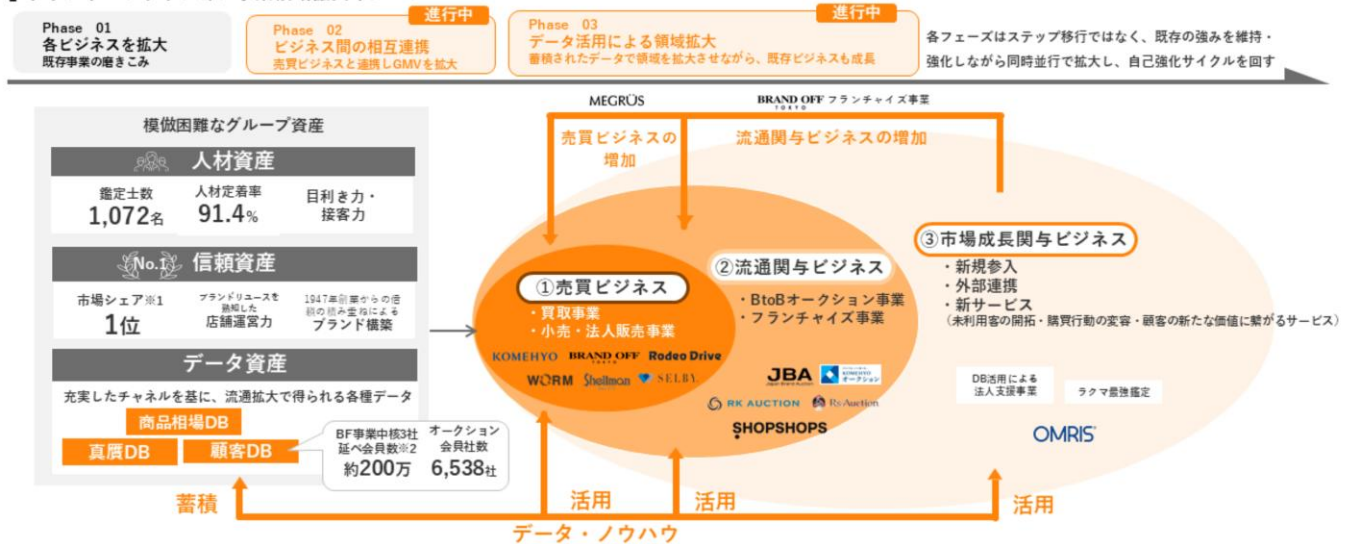 Phase 01
各ビジネスを拡大
既存事業の磨きこみ
進行中
Phase 02
ビジネス間の相互連携
売買ビジネスと連携しGMVを拡大
進行中
Phase 03
データ活用による領域拡大
蓄積されたデータで領域を拡大させながら、既存ビジネスも成長
各フェーズはステップ移行ではなく、既存の強みを維持・
強化しながら同時並行で拡大し、自己強化サイクルを回す
MEGRÜS
BRAND OFF TOKYO フランチャイズ事業
売買ビジネスの
増加
流通関与ビジネスの増加
模倣困難なグループ資産
人材資産
鑑定士数
1,072名
人材定着率
91.4%
目利き力・
接客力
No.1 信頼資産
市場シェア※1
1位
ブランドリユースを
熟知した
店舗運営力
1947年創業からの信
頼の積み重ねによる
ブランド構築
データ資産
充実したチャネルを基に、流通拡大で得られる各種データ
商品相場DB
真贋DB
顧客DB
BF事業中核3社
延べ会員数※2
約200万
オークション
会員社数
6,538社
①売買ビジネス
・買取事業
・小売・法人販売事業
KOMEHYO
BRAND OFF
TOKYO
Rodeo Drive
WORM
Shellman
SELBY
②流通関与ビジネス
・BtoBオークション事業
・フランチャイズ事業
JBA
Japan Brand Auction
KOMEHYO
オークション
RK AUCTION
Rs Auction
SHOPSHOPS
③市場成長関与ビジネス
・新規参入
・外部連携
・新サービス
（未利用客の開拓・購買行動の変容・顧客の新たな価値に繋がるサービス）
DB活用による
法人支援事業
ラクマ最強鑑定
OMRIS
蓄積
活用
活用
活用
データ・ノウハウ